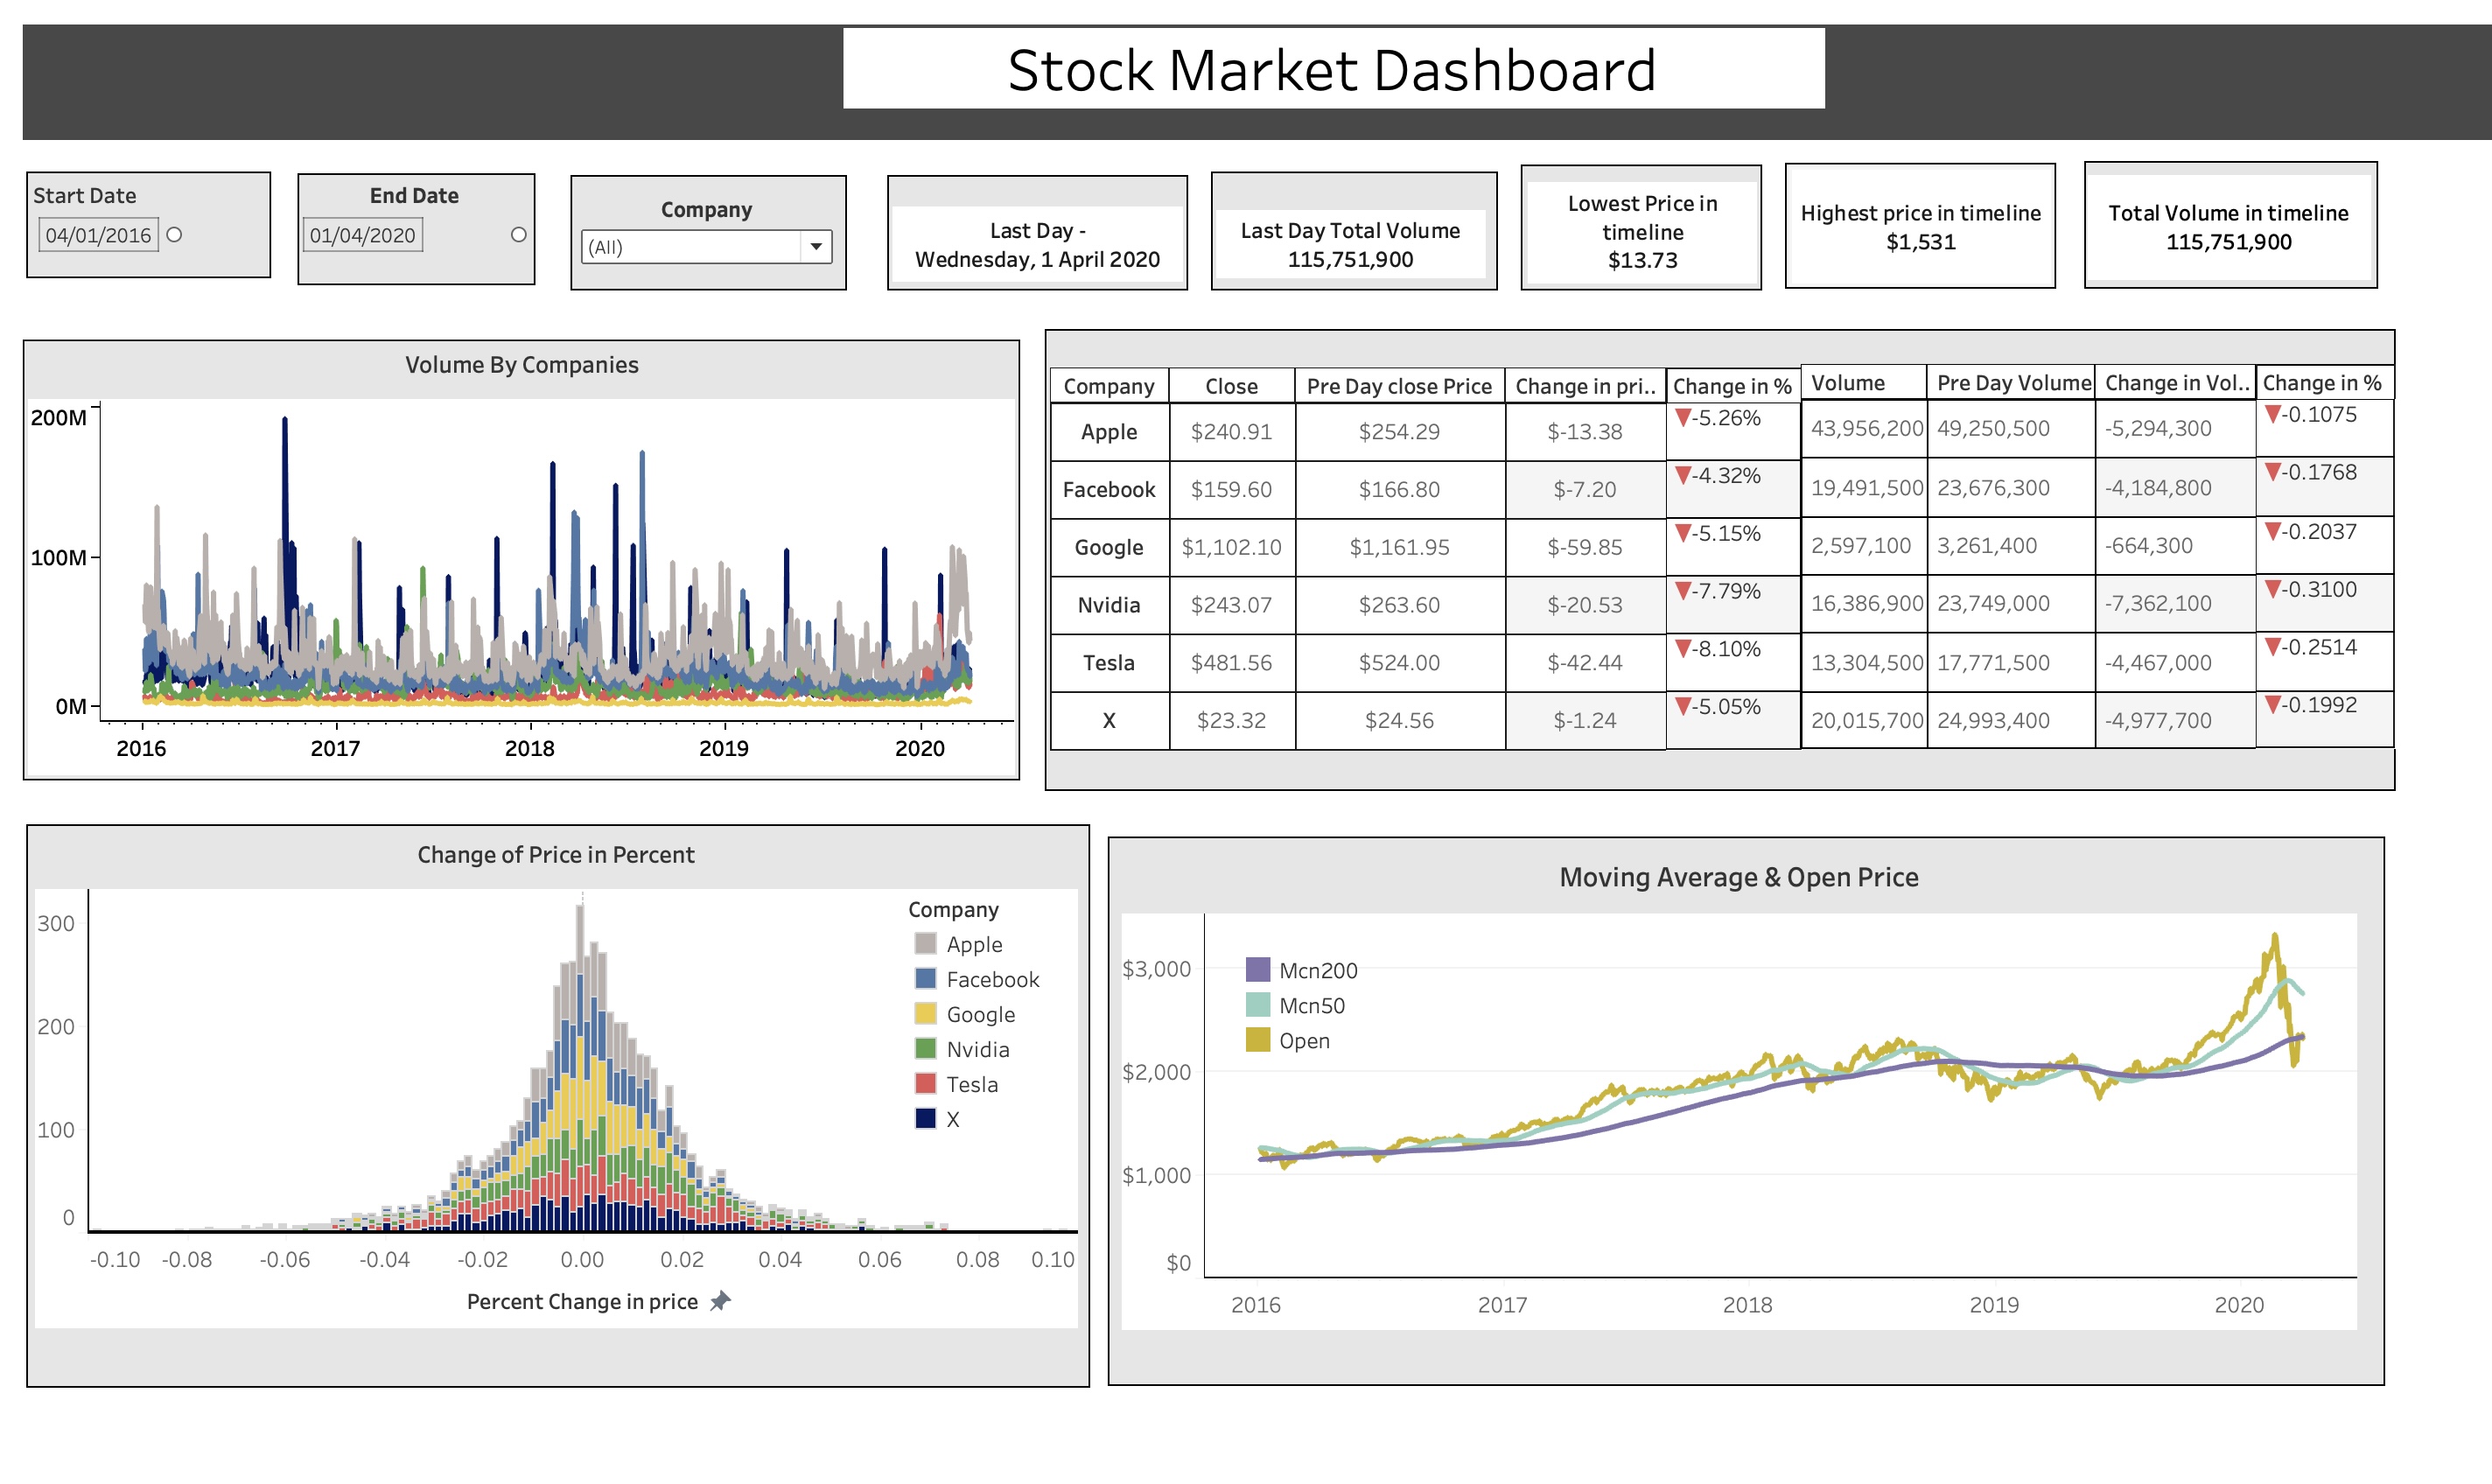 Stock Market Dashboard
Start Date
04/01/2016
End Date
01/04/2020
Company
(All)
Last Day -
Wednesday, 1 April 2020
Last Day Total Volume
115,751,900
Lowest Price in
timeline
$13.73
Highest price in timeline
$1,531
Total Volume in timeline
115,751,900
Volume By Companies
200M
100M
0M
2016 2017 2018 2019 2020
Company Close Pre Day close Price Change in pri.. Change in % Volume Pre Day Volume Change in Vol.. Change in %
Apple $240.91 $254.29 $-13.38 ▼-5.26% 43,956,200 49,250,500 -5,294,300 ▼-0.1075
Facebook $159.60 $166.80 $-7.20 ▼-4.32% 19,491,500 23,676,300 -4,184,800 ▼-0.1768
Google $1,102.10 $1,161.95 $-59.85 ▼-5.15% 2,597,100 3,261,400 -664,300 ▼-0.2037
Nvidia $243.07 $263.60 $-20.53 ▼-7.79% 16,386,900 23,749,000 -7,362,100 ▼-0.3100
Tesla $481.56 $524.00 $-42.44 ▼-8.10% 13,304,500 17,771,500 -4,467,000 ▼-0.2514
X $23.32 $24.56 $-1.24 ▼-5.05% 20,015,700 24,993,400 -4,977,700 ▼-0.1992
Change of Price in Percent
300
200
100
0
-0.10 -0.08 -0.06 -0.04 -0.02 0.00 0.02 0.04 0.06 0.08 0.10
Percent Change in price
Company
Apple
Facebook
Google
Nvidia
Tesla
X
Moving Average & Open Price
$3,000
$2,000
$1,000
$0
Mcn200
Mcn50
Open
2016 2017 2018 2019 2020